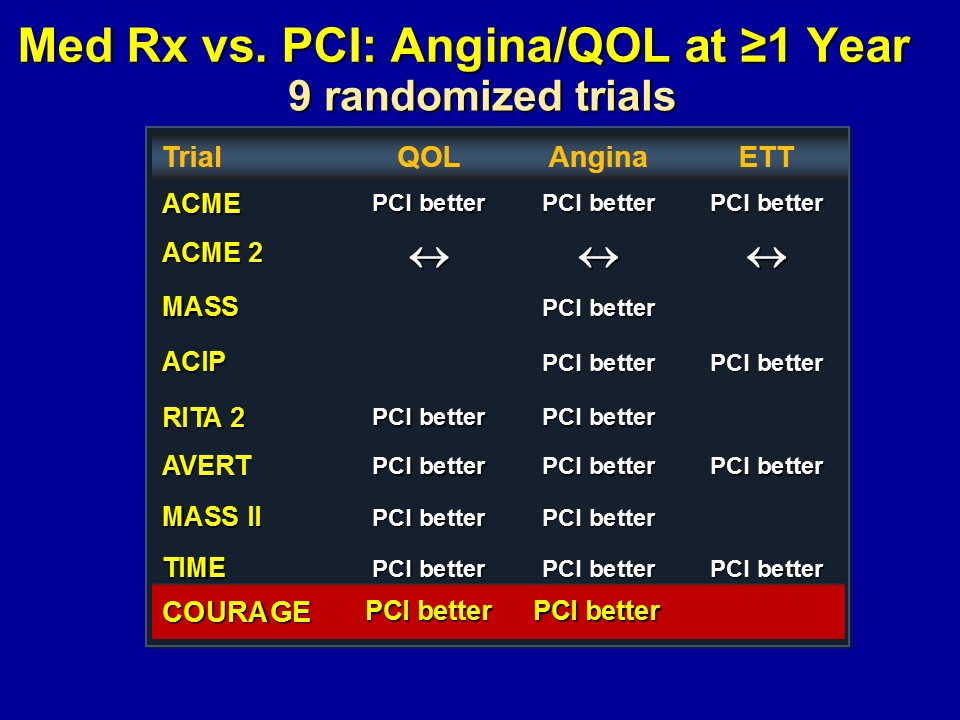 Med Rx vs. PCI: Angina/QOL at ≥1 Year
9 randomized trials
Trial QOL Angina ETT
ACME PCI better PCI better PCI better
ACME 2 ↔ ↔ ↔
MASS PCI better
ACIP PCI better PCI better
RITA 2 PCI better PCI better
AVERT PCI better PCI better PCI better
MASS II PCI better PCI better
TIME PCI better PCI better PCI better
COURAGE PCI better PCI better